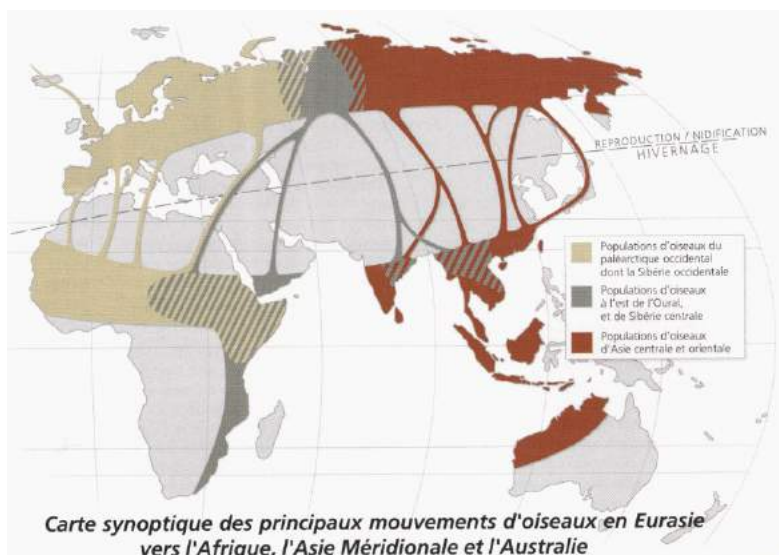 REPRODUCTION / NIDIFICATION
HIVERNAGE
Populations d'oiseaux du
paléarctique occidental
dont la Sibérie occidentale
Populations d'oiseaux
à l'est de l'Oural,
et de Sibérie centrale
Populations d'oiseaux
d'Asie centrale et orientale
Carte synoptique des principaux mouvements d'oiseaux en Eurasie
vers l'Afrique, l'Asie Méridionale et l'Australie